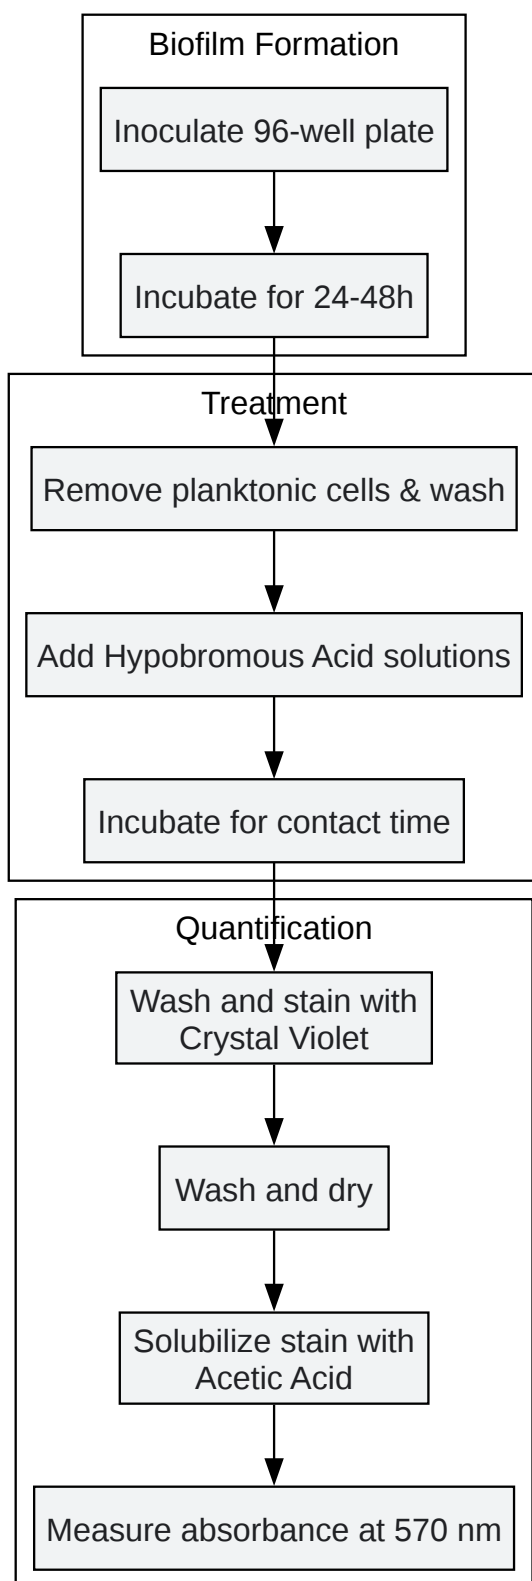 Biofilm Formation
Inoculate 96-well plate
Incubate for 24-48h
Treatment
Remove planktonic cells & wash
Add Hypobromous Acid solutions
Incubate for contact time
Quantification
Wash and stain with
Crystal Violet
Wash and dry
Solubilize stain with
Acetic Acid
Measure absorbance at 570 nm